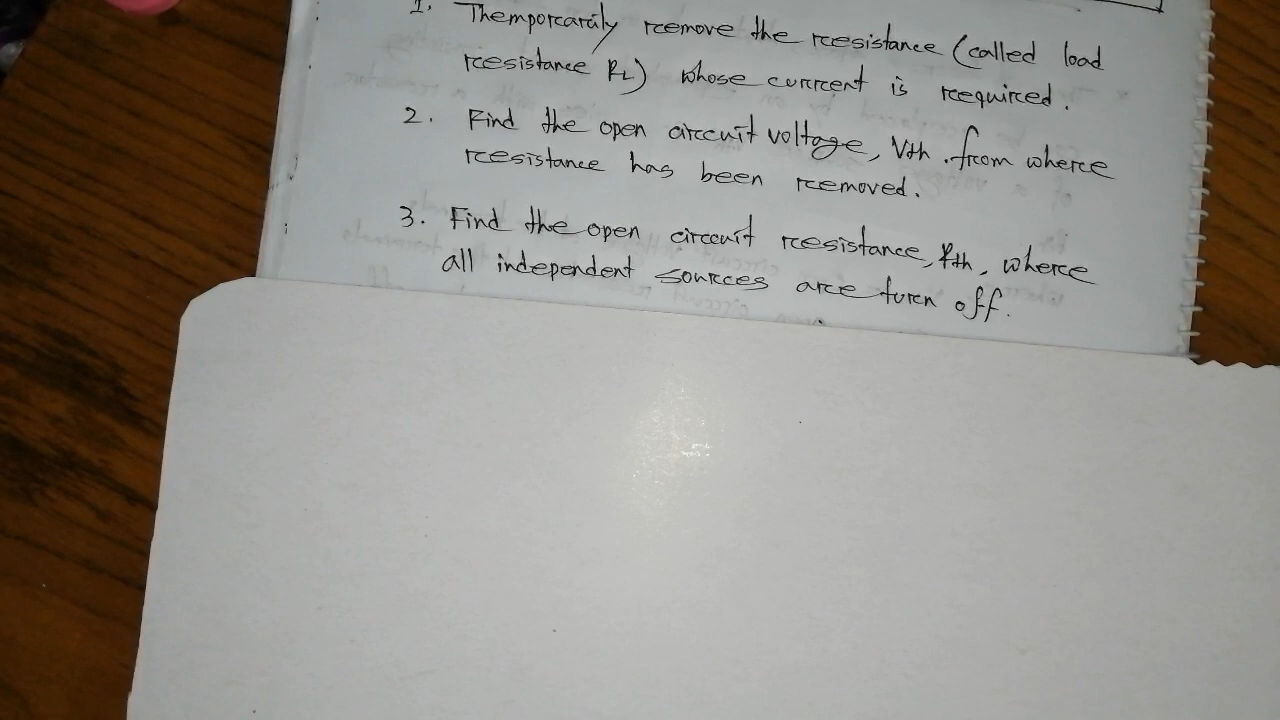 1. Themporarily remove the resistance (called load
resistance RL) whose current is required.
2. Find the open circuit voltage, Vth. from where
resistance has been removed.
3. Find the open circuit resistance, Rth, where
all independent sources are turn off.